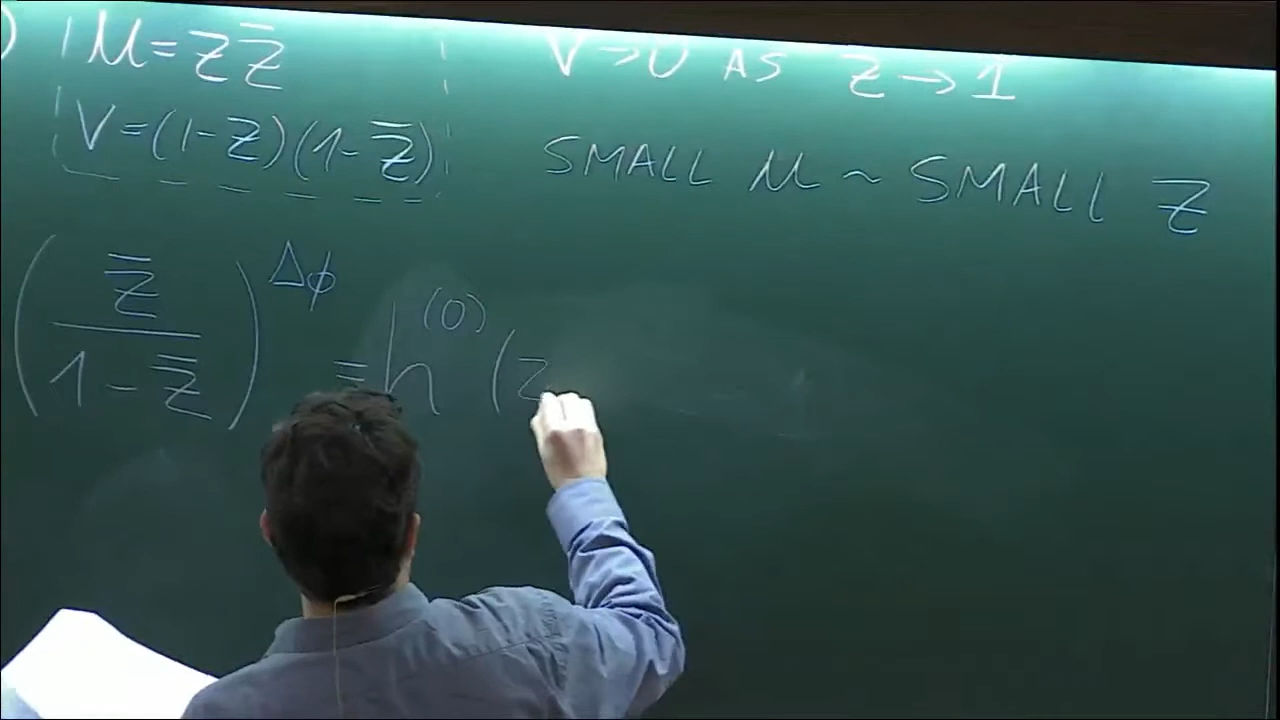 ) U = z z̄
V→0 AS z̄→1
V = (1-z)(1-z̄)
SMALL U ~ SMALL z
(z̄ / 1-z̄)^Δφ = h^(0) (z